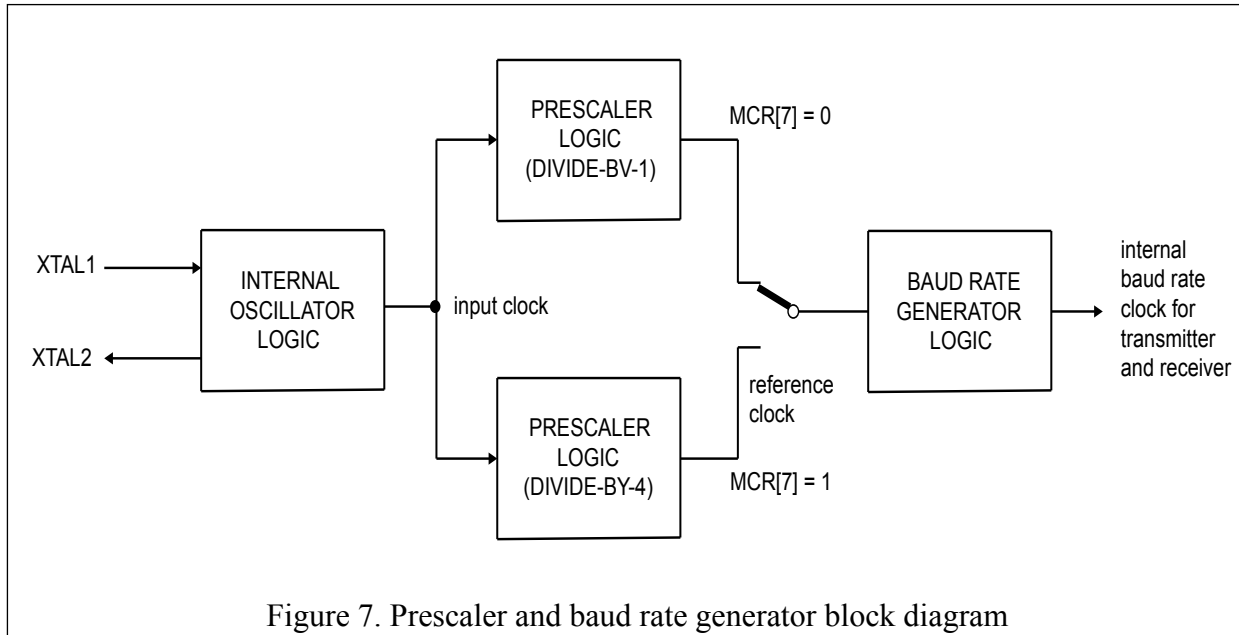 PRESCALER
LOGIC
(DIVIDE-BV-1)
MCR[7] = 0
XTAL1
XTAL2
INTERNAL
OSCILLATOR
LOGIC
input clock
BAUD RATE
GENERATOR
LOGIC
internal
baud rate
clock for
transmitter
and receiver
reference
clock
PRESCALER
LOGIC
(DIVIDE-BY-4)
MCR[7] = 1
Figure 7. Prescaler and baud rate generator block diagram